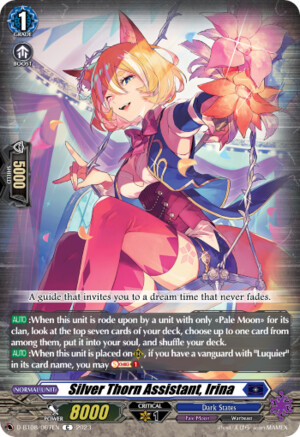 1
GRADE
BOOST
5000
SHIELD
A guide that invites you to a dream time that never fades.
AUTO:When this unit is rode upon by a unit with only «Pale Moon» for its
clan, look at the top seven cards of your deck, choose up to one card from
among them, put it into your soul, and shuffle your deck.
AUTO:When this unit is placed on, if you have a vanguard with "Luquier"
in its card name, you may
NORMAL UNIT
Silver Thorn Assistant, Irina
POWER 8000
CRITICAL
1
Dark States
Pale Moon
Warbeast